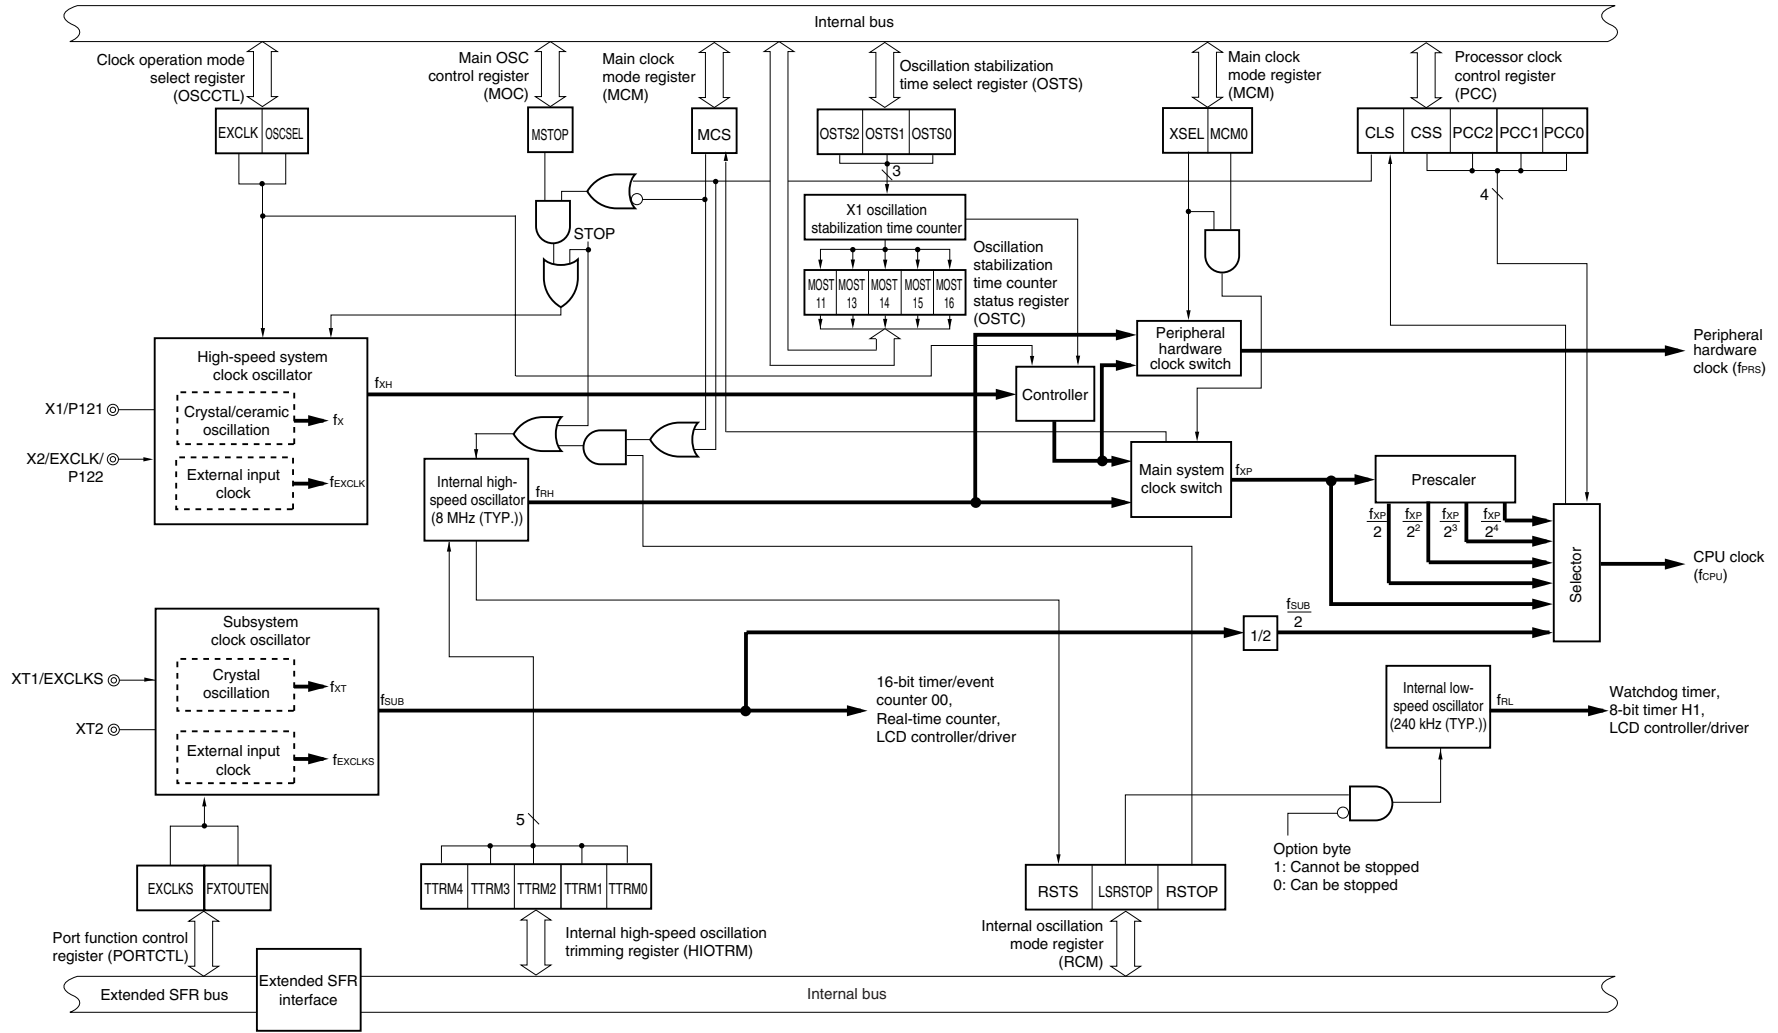 Internal bus
Clock operation mode
select register
(OSCCTL)
Main OSC
control register
(MOC)
Main clock
mode register
(MCM)
Oscillation stabilization
time select register (OSTS)
Main clock
mode register
(MCM)
Processor clock
control register
(PCC)
EXCLK OSCSEL
MSTOP
MCS
OSTS2 OSTS1 OSTS0
XSEL MCM0
CLS CSS PCC2 PCC1 PCC0
3
4
X1 oscillation
stabilization time counter
STOP
Oscillation
stabilization
time counter
status register
(OSTC)
MOST 11 MOST 13 MOST 14 MOST 15 MOST 16
High-speed system
clock oscillator
Crystal/ceramic
oscillation
fX
External input
clock
fEXCLK
X1/P121
X2/EXCLK/
P122
fXH
Controller
Peripheral
hardware
clock switch
Peripheral
hardware
clock (fPRS)
Internal high-
speed oscillator
(8 MHz (TYP.))
fRH
Main system
clock switch
fXP
Prescaler
fXP/2 fXP/2² fXP/2³ fXP/2⁴
Selector
CPU clock
(fCPU)
Subsystem
clock oscillator
Crystal
oscillation
fXT
External input
clock
fEXCLKS
XT1/EXCLKS
XT2
fSUB
1/2
fSUB/2
16-bit timer/event
counter 00,
Real-time counter,
LCD controller/driver
Internal low-
speed oscillator
(240 kHz (TYP.))
fRL
Watchdog timer,
8-bit timer H1,
LCD controller/driver
5
Option byte
1: Cannot be stopped
0: Can be stopped
EXCLKS FXTOUTEN
TTRM4 TTRM3 TTRM2 TTRM1 TTRM0
RSTS LSRSTOP RSTOP
Port function control
register (PORTCTL)
Internal high-speed oscillation
trimming register (HIOTRM)
Internal oscillation
mode register
(RCM)
Extended SFR bus
Extended SFR
interface
Internal bus